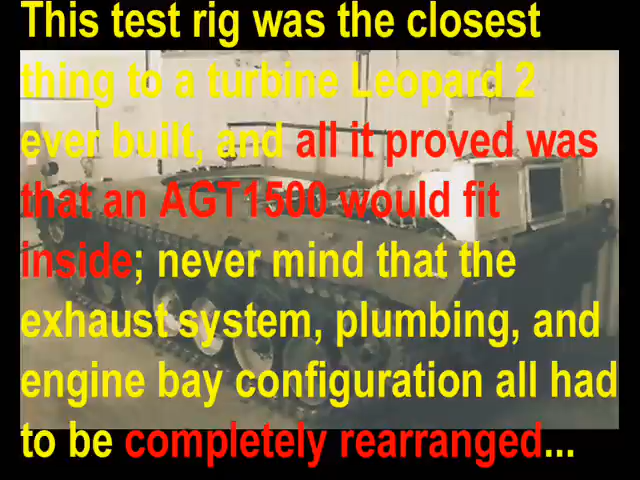 This test rig was the closest
thing to a turbine Leopard 2
ever built, and all it proved was
that an AGT1500 would fit
inside; never mind that the
exhaust system, plumbing, and
engine bay configuration all had
to be completely rearranged...